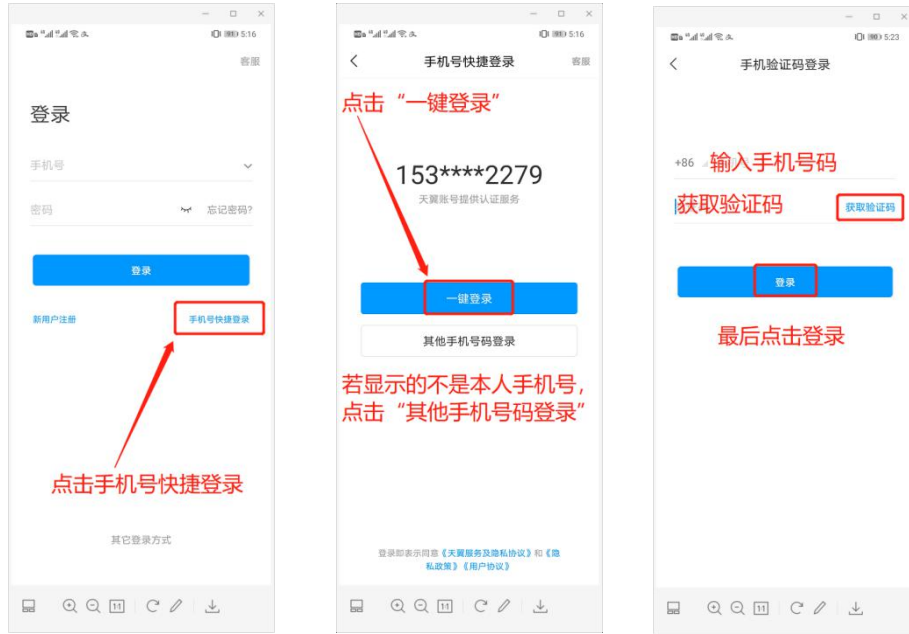 5:16
客服
登录
手机号
密码
忘记密码?
登录
新用户注册
手机号快捷登录
点击手机号快捷登录
其它登录方式
1:1
5:16
手机号快捷登录
客服
点击“一键登录”
153****2279
天翼账号提供认证服务
一键登录
其他手机号码登录
若显示的不是本人手机号,
点击“其他手机号码登录”
登录即表示同意《天翼服务及隐私协议》和《隐
私政策》《用户协议》
1:1
5:23
手机验证码登录
+86
输入手机号码
获取验证码
获取验证码
登录
最后点击登录
1:1